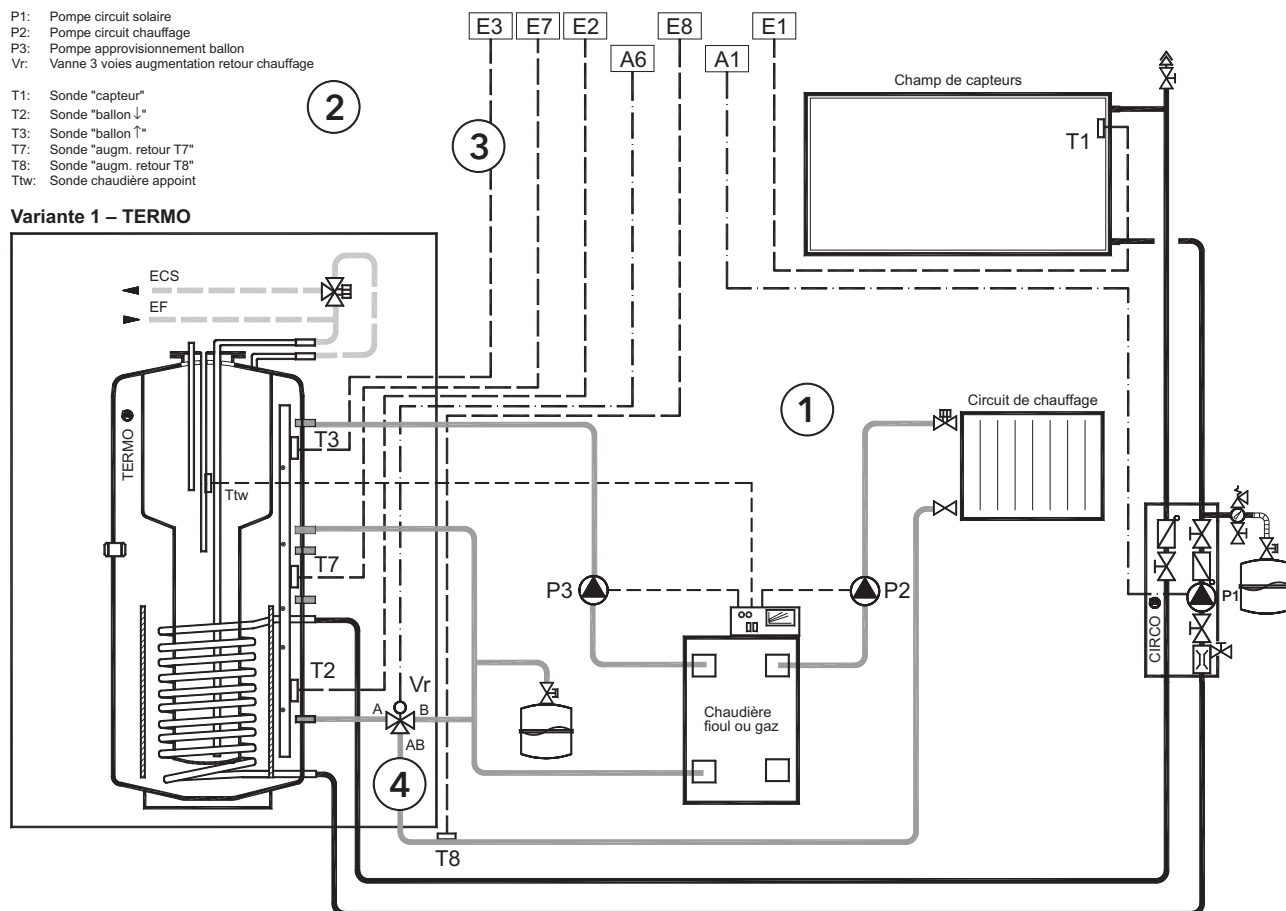 P1: Pompe circuit solaire
P2: Pompe circuit chauffage
P3: Pompe approvisionnement ballon
Vr: Vanne 3 voies augmentation retour chauffage
T1: Sonde "capteur"
T2: Sonde "ballon ↓"
T3: Sonde "ballon ↑"
T7: Sonde "augm. retour T7"
T8: Sonde "augm. retour T8"
Ttw: Sonde chaudière appoint
2
E3
E7
E2
E8
E1
A6
A1
3
Champ de capteurs
T1
Variante 1 – TERMO
ECS
EF
TERMO
T3
Ttw
T7
T2
1
Circuit de chauffage
P3
P2
P1
CIRCO
Vr
A
B
AB
4
Chaudière
fioul ou gaz
T8